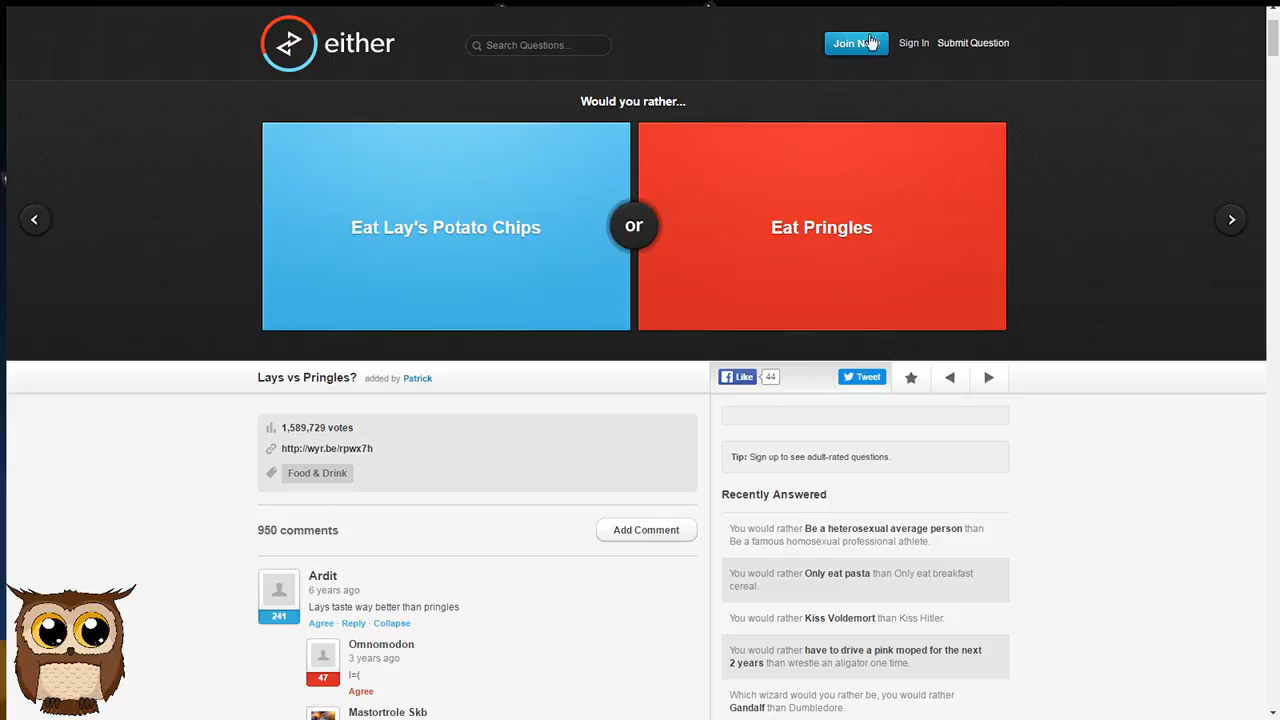 either
Search Questions...
Join Now
Sign In
Submit Question
Would you rather...
Eat Lay's Potato Chips
or
Eat Pringles
Lays vs Pringles? added by Patrick
Like 44
Tweet
1,589,729 votes
http://wyr.be/rpwx7h
Food & Drink
950 comments
Add Comment
Ardit
6 years ago
241
Lays taste way better than pringles
Agree · Reply · Collapse
Omnomodon
3 years ago
47
!=(
Agree
Mastortrole Skb
Tip: Sign up to see adult-rated questions.
Recently Answered
You would rather Be a heterosexual average person than
Be a famous homosexual professional athlete.
You would rather Only eat pasta than Only eat breakfast
cereal.
You would rather Kiss Voldemort than Kiss Hitler.
You would rather have to drive a pink moped for the next
2 years than wrestle an aligator one time.
Which wizard would you rather be, you would rather
Gandalf than Dumbledore.